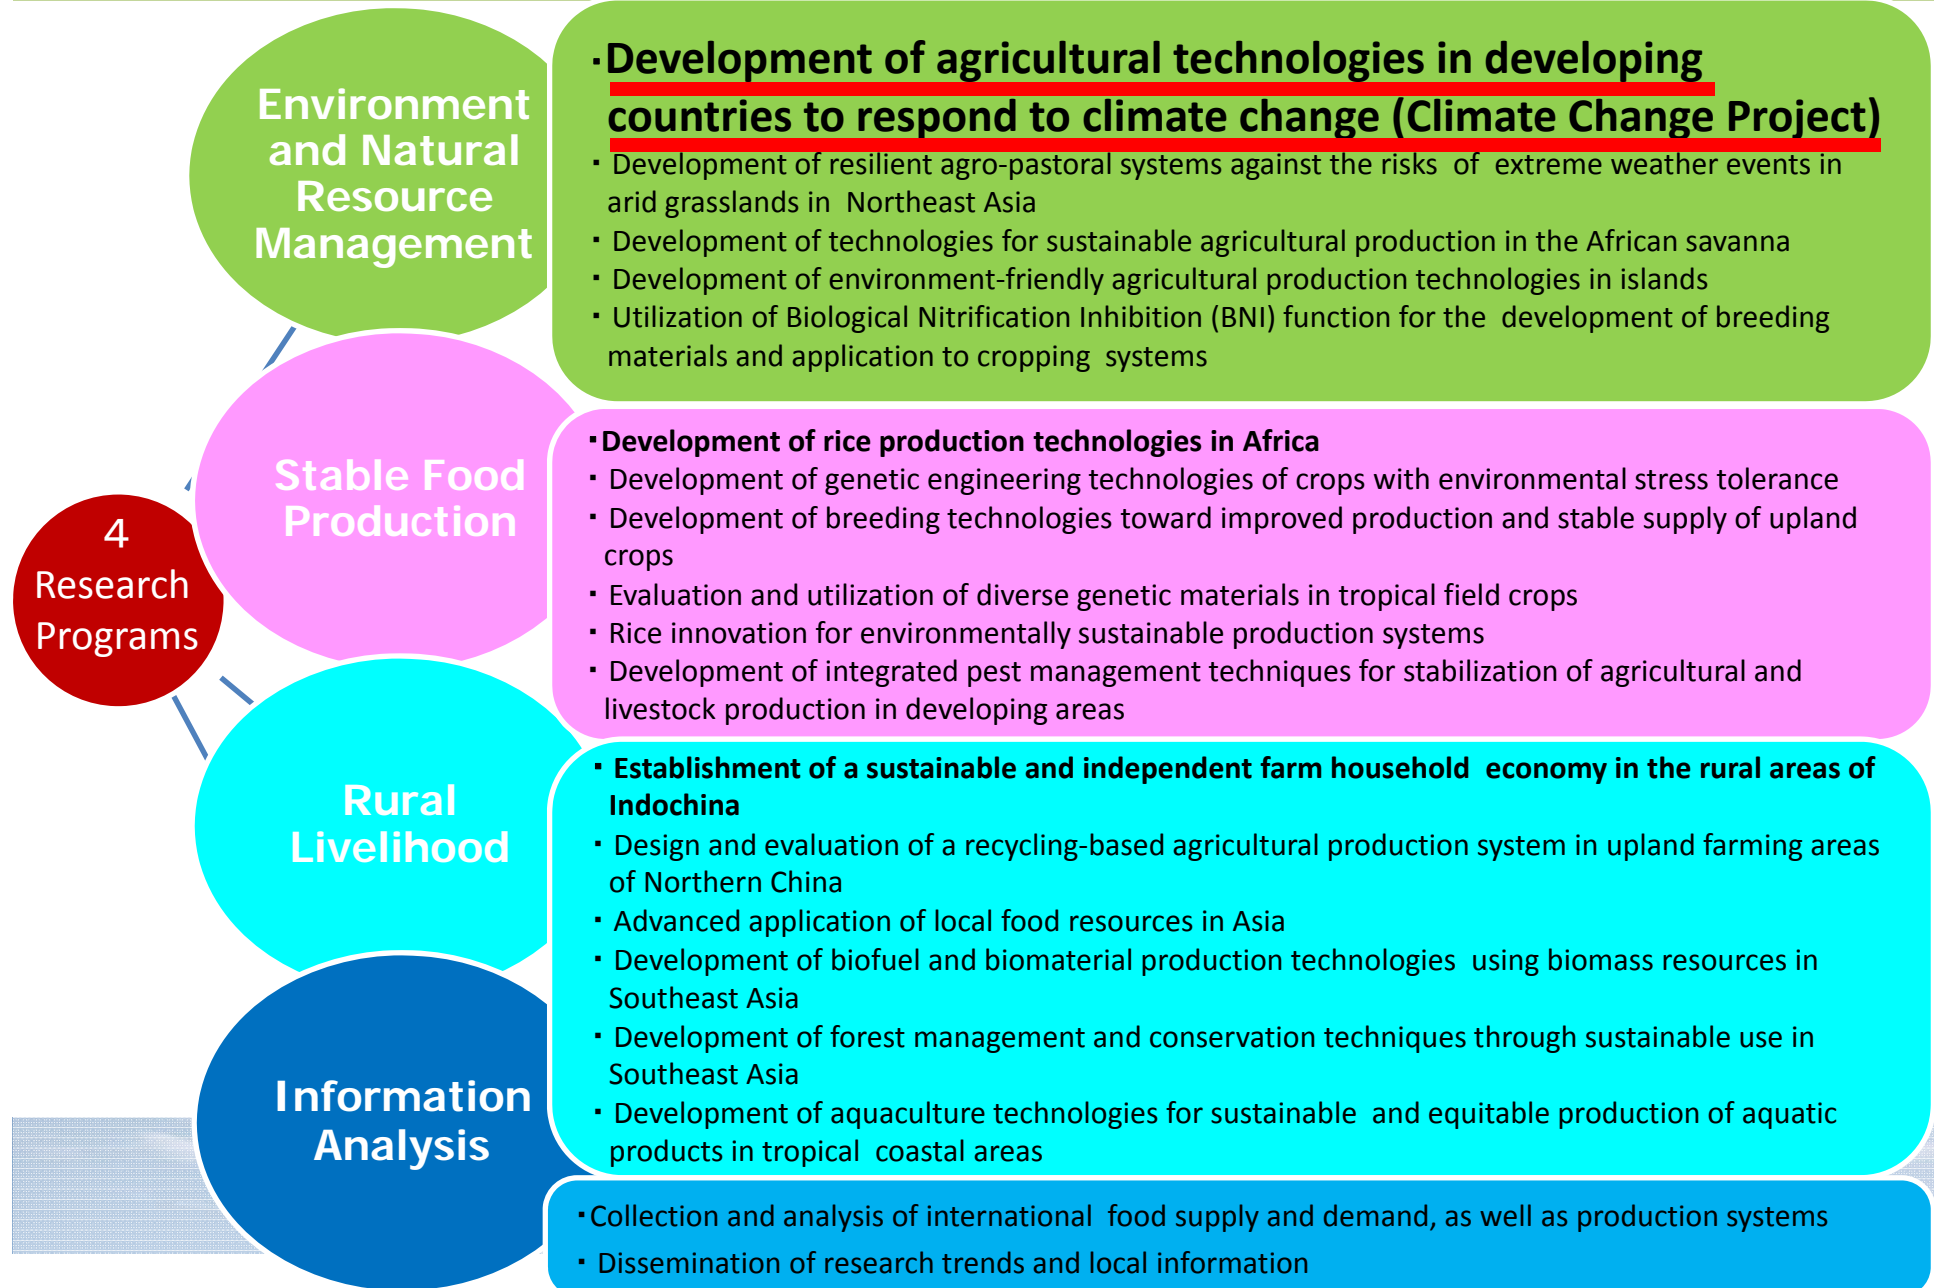 Environment
and Natural
Resource
Management
・Development of agricultural technologies in developing
countries to respond to climate change (Climate Change Project)
・Development of resilient agro-pastoral systems against the risks of extreme weather events in
arid grasslands in Northeast Asia
・Development of technologies for sustainable agricultural production in the African savanna
・Development of environment-friendly agricultural production technologies in islands
・Utilization of Biological Nitrification Inhibition (BNI) function for the development of breeding
materials and application to cropping systems
4
Research
Programs
Stable Food
Production
・Development of rice production technologies in Africa
・Development of genetic engineering technologies of crops with environmental stress tolerance
・Development of breeding technologies toward improved production and stable supply of upland
crops
・Evaluation and utilization of diverse genetic materials in tropical field crops
・Rice innovation for environmentally sustainable production systems
・Development of integrated pest management techniques for stabilization of agricultural and
livestock production in developing areas
Rural
Livelihood
・Establishment of a sustainable and independent farm household economy in the rural areas of
Indochina
・Design and evaluation of a recycling-based agricultural production system in upland farming areas
of Northern China
・Advanced application of local food resources in Asia
・Development of biofuel and biomaterial production technologies using biomass resources in
Southeast Asia
・Development of forest management and conservation techniques through sustainable use in
Southeast Asia
・Development of aquaculture technologies for sustainable and equitable production of aquatic
products in tropical coastal areas
Information
Analysis
・Collection and analysis of international food supply and demand, as well as production systems
・Dissemination of research trends and local information